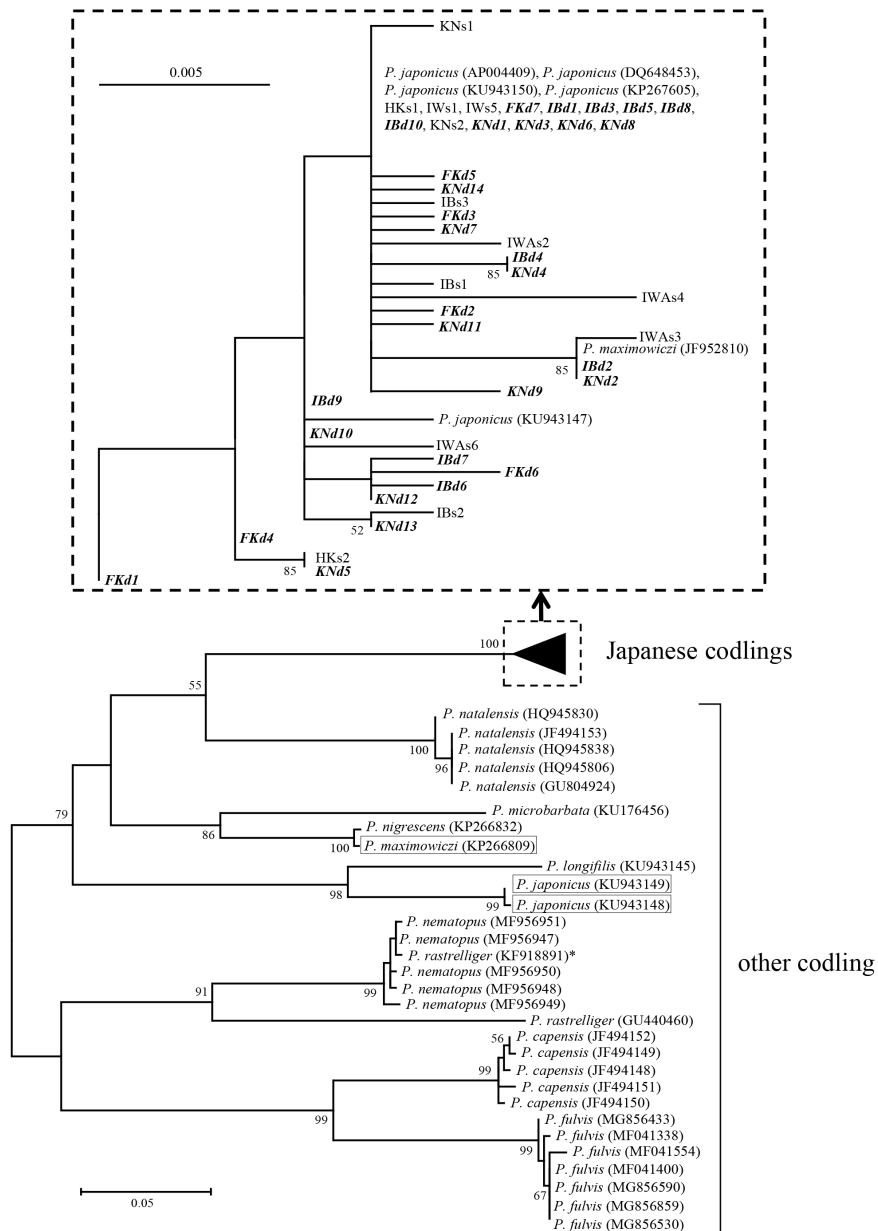 KNs1
0.005
P. japonicus (AP004409), P. japonicus (DQ648453),
P. japonicus (KU943150), P. japonicus (KP267605),
HKs1, IWs1, IWs5, FKd7, IBd1, IBd3, IBd5, IBd8,
IBd10, KNs2, KNd1, KNd3, KNd6, KNd8
FKd5
KNd14
IBs3
FKd3
KNd7
IWAs2
IBd4
85
KNd4
IBs1
IWAs4
FKd2
KNd11
IWAs3
P. maximowiczi (JF952810)
85
IBd2
KNd2
KNd9
IBd9
P. japonicus (KU943147)
KNd10
IWAs6
IBd7
FKd6
IBd6
KNd12
IBs2
52
KNd13
FKd4
HKs2
85
KNd5
FKd1
100
Japanese codlings
55
P. natalensis (HQ945830)
P. natalensis (JF494153)
100
P. natalensis (HQ945838)
96
P. natalensis (HQ945806)
P. natalensis (GU804924)
79
P. microbarbata (KU176456)
86
P. nigrescens (KP266832)
100
P. maximowiczi (KP266809)
P. longifilis (KU943145)
98
P. japonicus (KU943149)
99
P. japonicus (KU943148)
P. nematopus (MF956951)
P. nematopus (MF956947)
P. rastrelliger (KF918891)*
other codling
P. nematopus (MF956950)
91
99
P. nematopus (MF956948)
P. nematopus (MF956949)
P. rastrelliger (GU440460)
56
P. capensis (JF494152)
P. capensis (JF494149)
99
P. capensis (JF494148)
P. capensis (JF494151)
P. capensis (JF494150)
99
P. fulvis (MG856433)
99
P. fulvis (MF041338)
P. fulvis (MF041554)
P. fulvis (MF041400)
67
P. fulvis (MG856590)
P. fulvis (MG856859)
P. fulvis (MG856530)
0.05